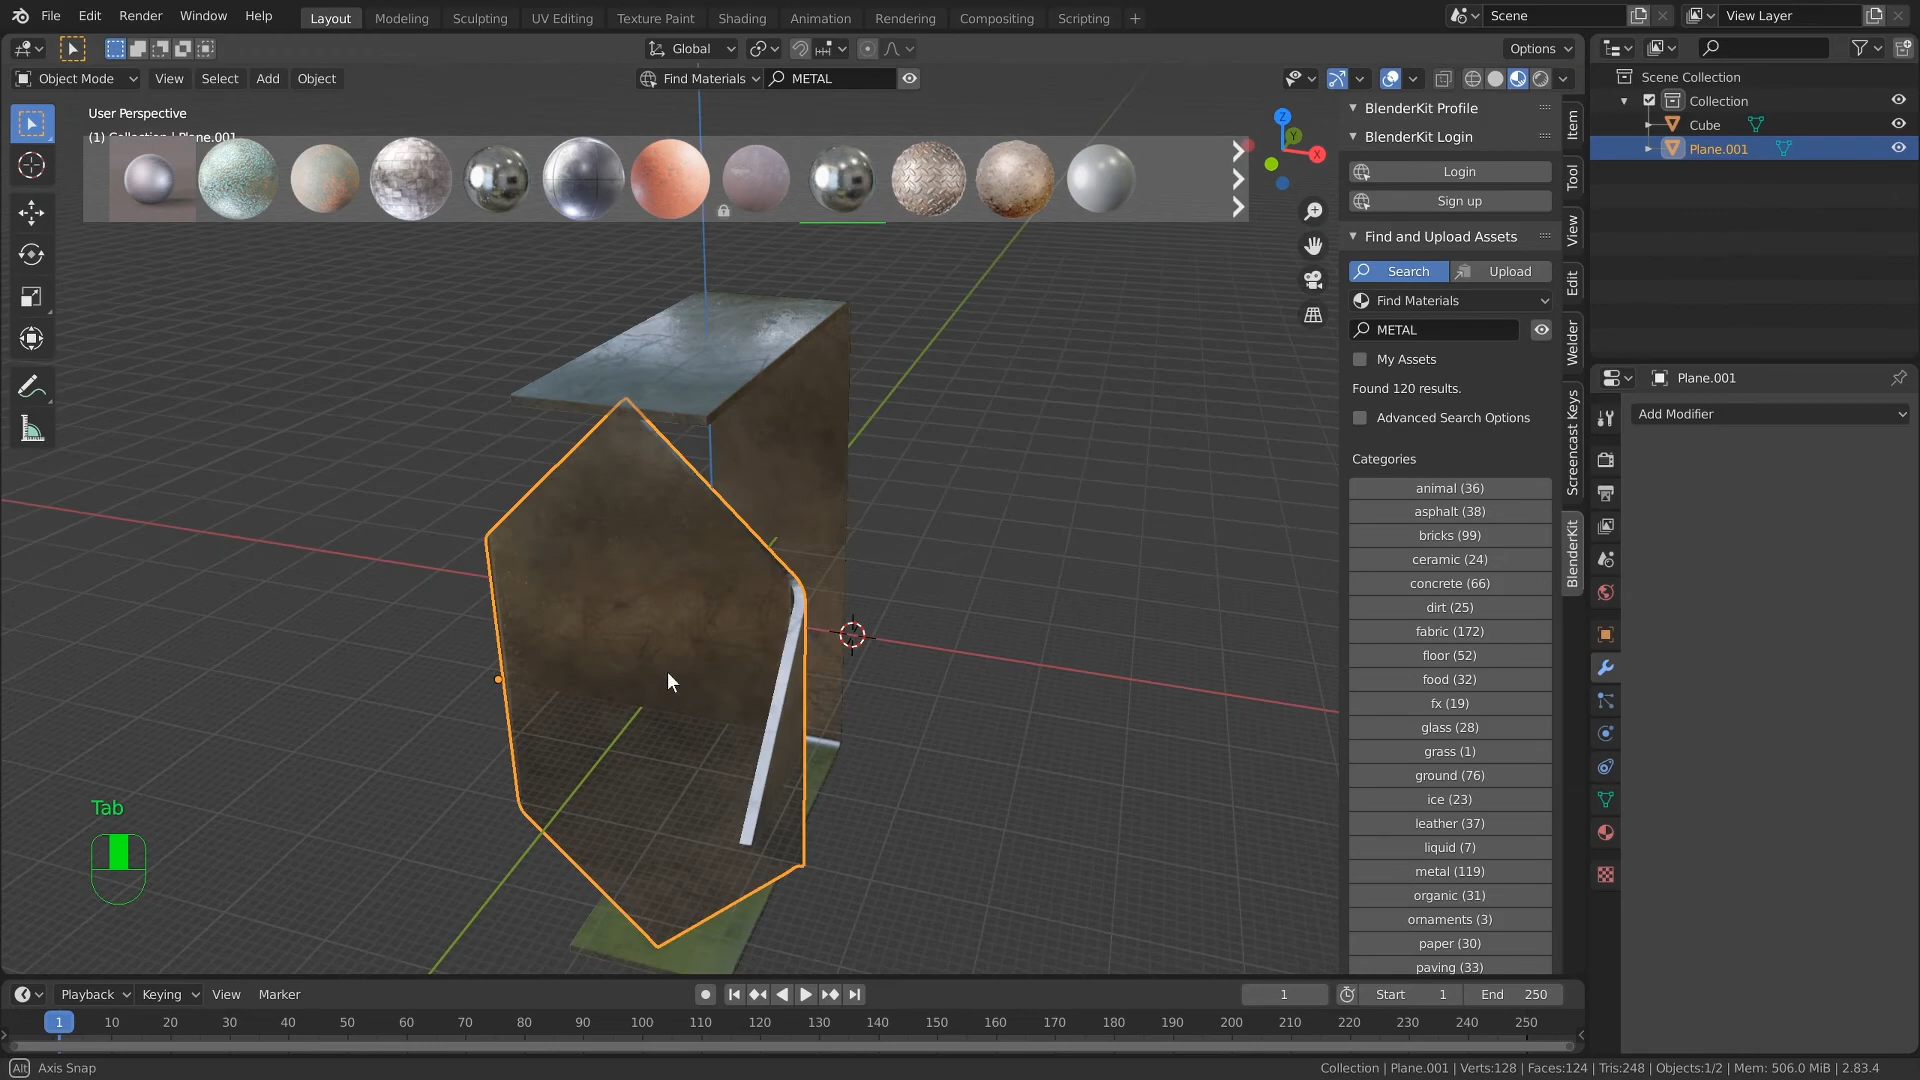 File Edit Render Window Help Layout Modeling Sculpting UV Editing Texture Paint Shading Animation Rendering Compositing Scripting + Scene View Layer
Global Options
Object Mode View Select Add Object Find Materials METAL
User Perspective
(1) Collection | Plane.001
Z
Y
X
BlenderKit Profile
BlenderKit Login
Login
Sign up
Find and Upload Assets
Search Upload
Find Materials
METAL
My Assets
Found 120 results.
Advanced Search Options
Categories
animal (36)
asphalt (38)
bricks (99)
ceramic (24)
concrete (66)
dirt (25)
fabric (172)
floor (52)
food (32)
fx (19)
glass (28)
grass (1)
ground (76)
ice (23)
leather (37)
liquid (7)
metal (119)
organic (31)
ornaments (3)
paper (30)
paving (33)
Item
Tool
View
Edit
Welder
Screencast Keys
BlenderKit
Scene Collection
Collection
Cube
Plane.001
Plane.001
Add Modifier
Tab
Playback Keying View Marker 1 Start 1 End 250
1 10 20 30 40 50 60 70 80 90 100 110 120 130 140 150 160 170 180 190 200 210 220 230 240 250
Alt Axis Snap Collection | Plane.001 | Verts:128 | Faces:124 | Tris:248 | Objects:1/2 | Mem: 506.0 MiB | 2.83.4